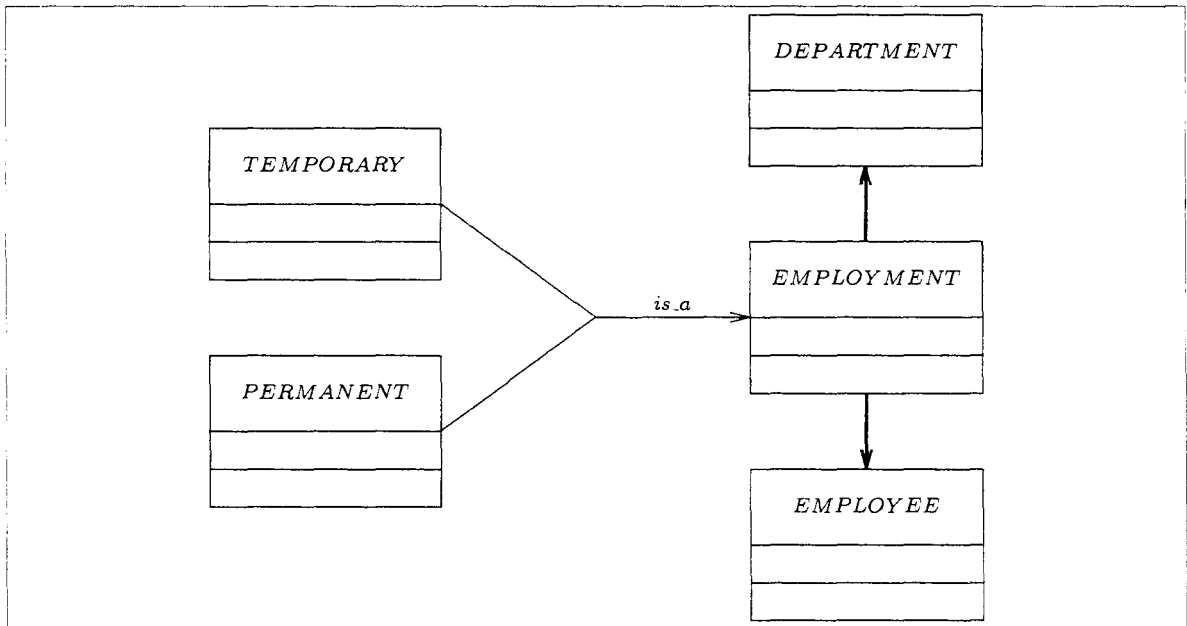 DEPARTMENT
TEMPORARY
EMPLOYMENT
is_a
PERMANENT
EMPLOYEE